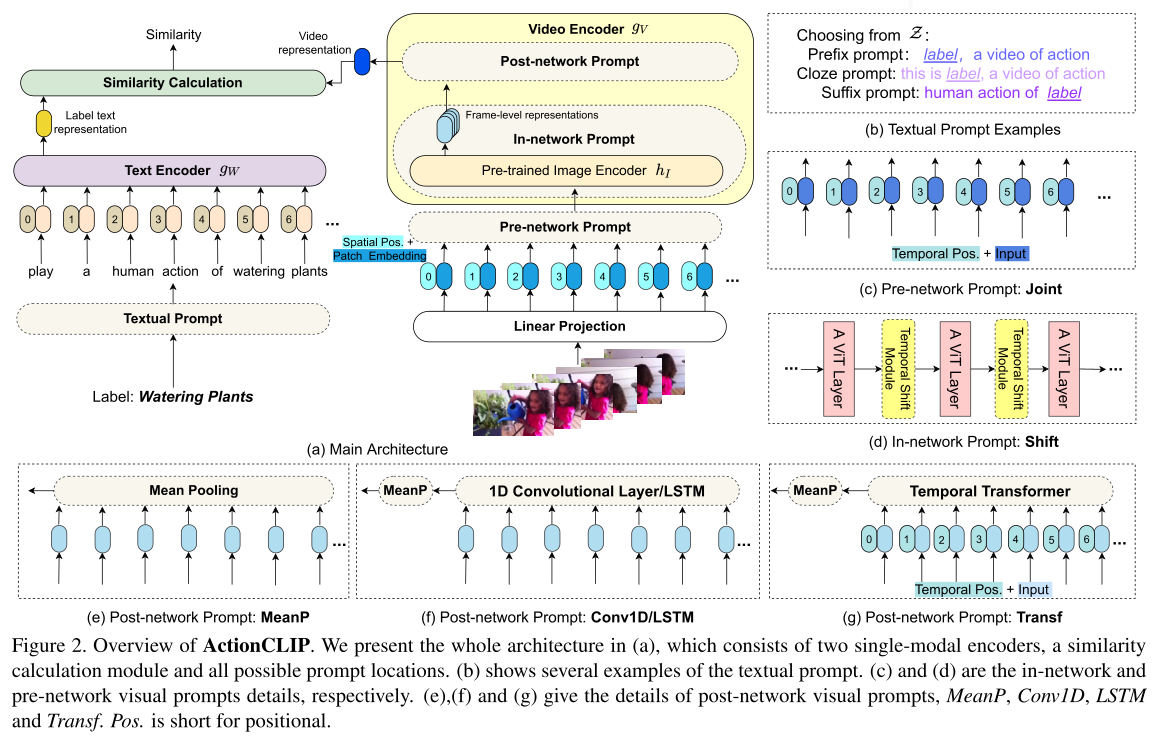 Similarity
Similarity Calculation
Label text
representation
Text Encoder g_W
0 1 2 3 4 5 6 ...
play a human action of watering plants
Textual Prompt
Label: Watering Plants
Video
representation
Video Encoder g_V
Post-network Prompt
Frame-level representations
In-network Prompt
Pre-trained Image Encoder h_I
Pre-network Prompt
Spatial Pos. +
Patch Embedding
0 1 2 3 4 5 6 ...
Linear Projection
(a) Main Architecture
Choosing from Z:
Prefix prompt: label, a video of action
Cloze prompt: this is label, a video of action
Suffix prompt: human action of label
(b) Textual Prompt Examples
0 1 2 3 4 5 6 ...
Temporal Pos. + Input
(c) Pre-network Prompt: Joint
... A ViT Layer
Temporal Shift
Module
A ViT Layer
Temporal Shift
Module
A ViT Layer ...
(d) In-network Prompt: Shift
Mean Pooling
...
(e) Post-network Prompt: MeanP
MeanP
1D Convolutional Layer/LSTM
...
(f) Post-network Prompt: Conv1D/LSTM
MeanP
Temporal Transformer
0 1 2 3 4 5 6 ...
Temporal Pos. + Input
(g) Post-network Prompt: Transf
Figure 2. Overview of ActionCLIP. We present the whole architecture in (a), which consists of two single-modal encoders, a similarity
calculation module and all possible prompt locations. (b) shows several examples of the textual prompt. (c) and (d) are the in-network and
pre-network visual prompts details, respectively. (e),(f) and (g) give the details of post-network visual prompts, MeanP, Conv1D, LSTM
and Transf. Pos. is short for positional.